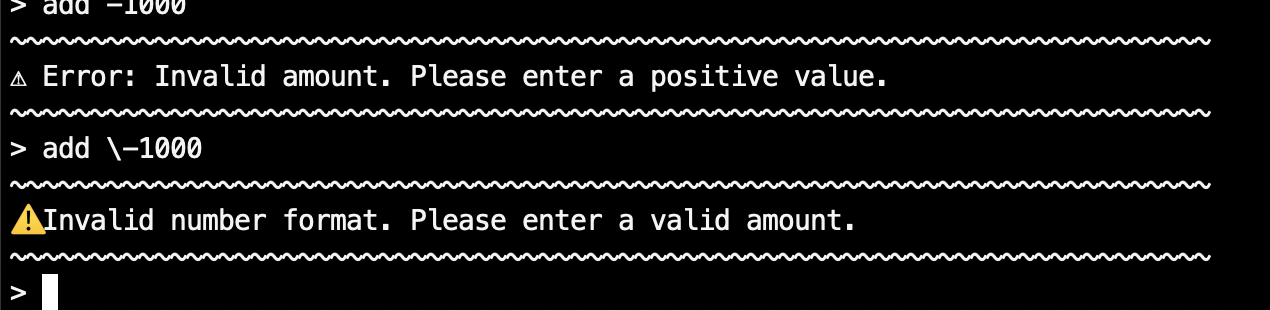 > add -1000
~~~~~~~~~~~~~~~~~~~~~~~~~~~~~~~~~~~~~~~~~~~~~~~~~~~~~~~~~~~~~~~~~~~~~~~~~~~
⚠ Error: Invalid amount. Please enter a positive value.
~~~~~~~~~~~~~~~~~~~~~~~~~~~~~~~~~~~~~~~~~~~~~~~~~~~~~~~~~~~~~~~~~~~~~~~~~~~
> add \-1000
~~~~~~~~~~~~~~~~~~~~~~~~~~~~~~~~~~~~~~~~~~~~~~~~~~~~~~~~~~~~~~~~~~~~~~~~~~~
⚠️Invalid number format. Please enter a valid amount.
~~~~~~~~~~~~~~~~~~~~~~~~~~~~~~~~~~~~~~~~~~~~~~~~~~~~~~~~~~~~~~~~~~~~~~~~~~~
>